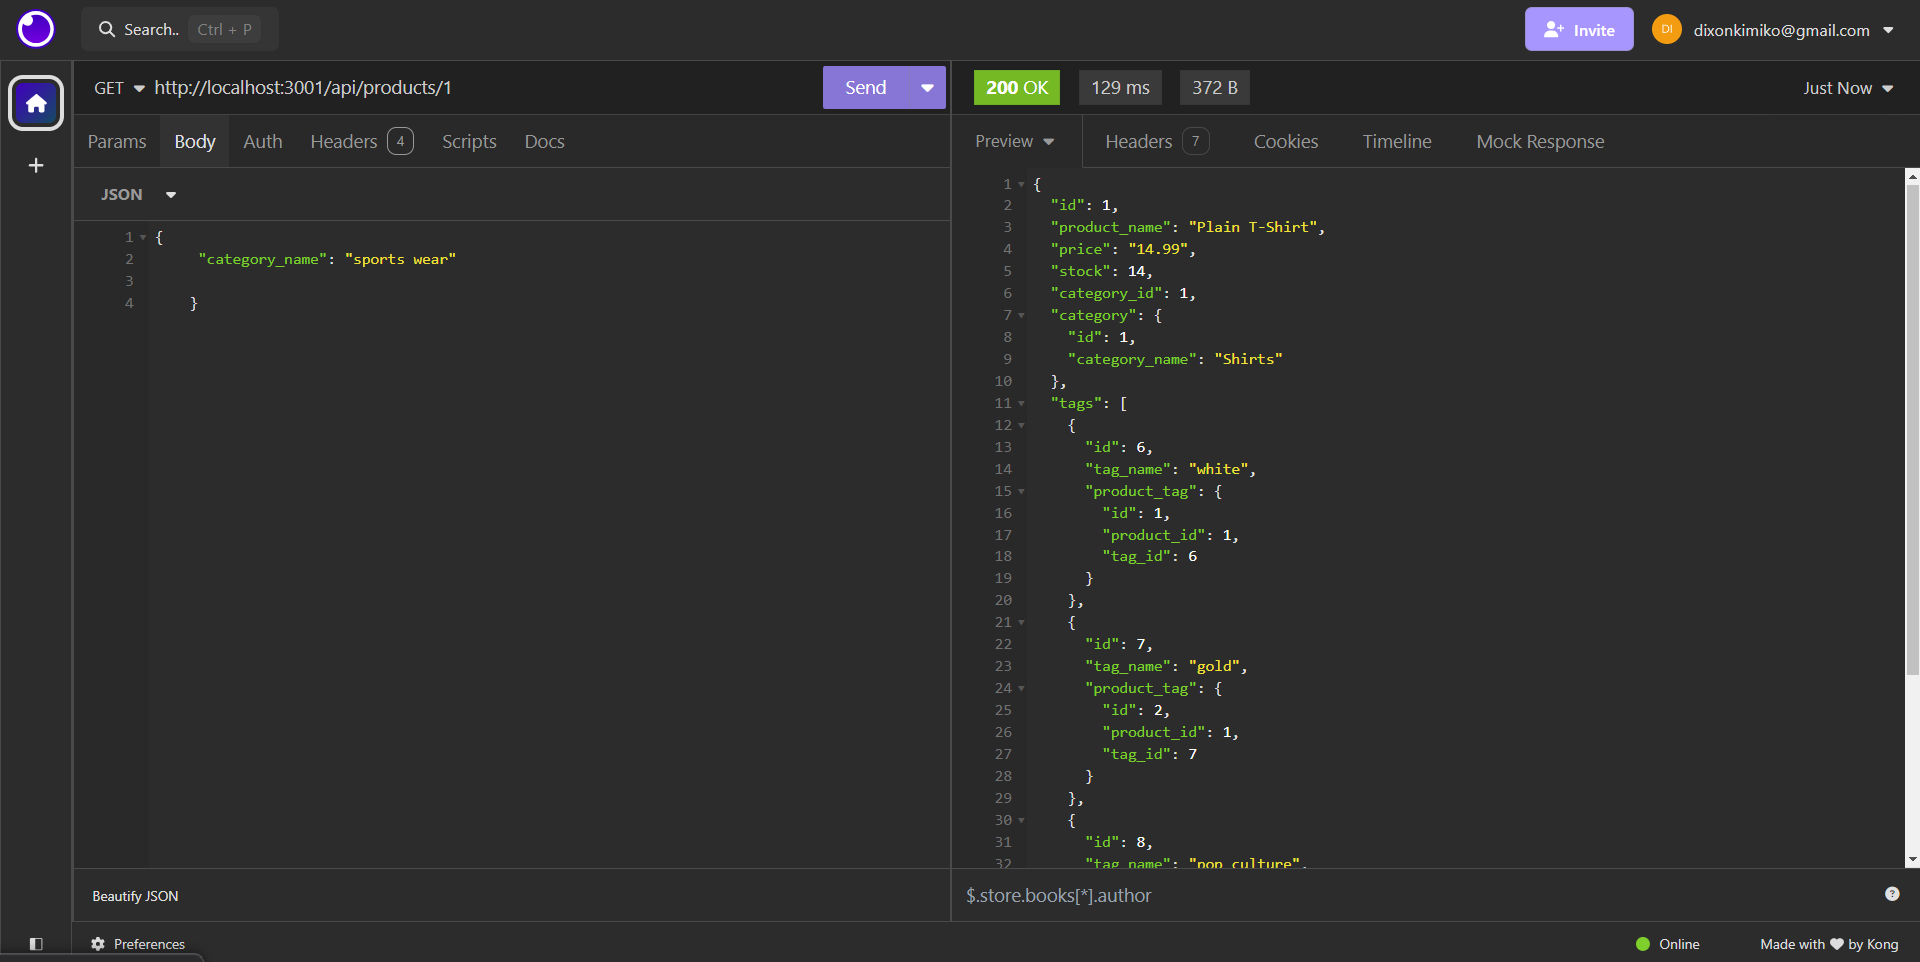 Search.. Ctrl + P
Invite
DI
dixonkimiko@gmail.com
GET http://localhost:3001/api/products/1
Send
200 OK 129 ms 372 B
Just Now
Params Body Auth Headers 4 Scripts Docs
Preview Headers 7 Cookies Timeline Mock Response
JSON
1 {
2 "category_name": "sports wear"
3
4 }
1 {
2 "id": 1,
3 "product_name": "Plain T-Shirt",
4 "price": "14.99",
5 "stock": 14,
6 "category_id": 1,
7 "category": {
8 "id": 1,
9 "category_name": "Shirts"
10 },
11 "tags": [
12 {
13 "id": 6,
14 "tag_name": "white",
15 "product_tag": {
16 "id": 1,
17 "product_id": 1,
18 "tag_id": 6
19 }
20 },
21 {
22 "id": 7,
23 "tag_name": "gold",
24 "product_tag": {
25 "id": 2,
26 "product_id": 1,
27 "tag_id": 7
28 }
29 },
30 {
31 "id": 8,
32 "tag_name": "pop culture",
Beautify JSON
$.store.books[*].author
Preferences
Online
Made with ❤ by Kong